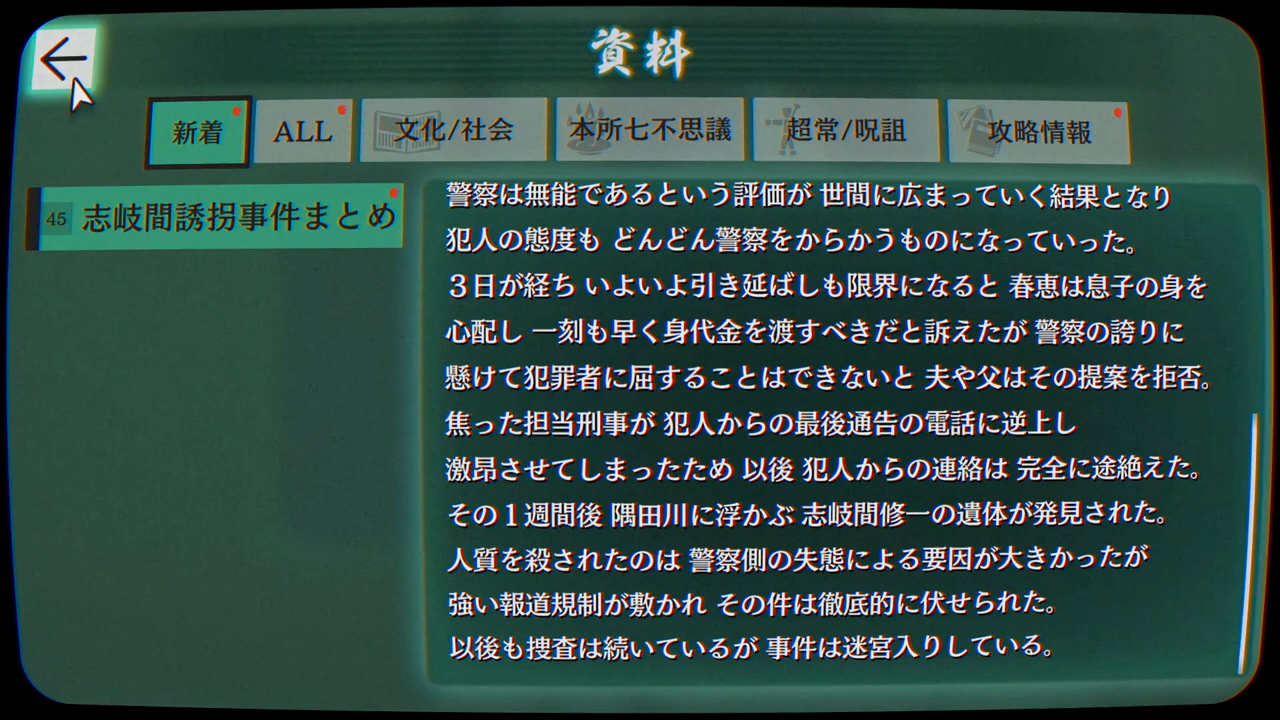 資料
新着
ALL
文化/社会
本所七不思議
超常/呪詛
攻略情報
45 志岐間誘拐事件まとめ
警察は無能であるという評価が 世間に広まっていく結果となり
犯人の態度も どんどん警察をからかうものになっていった。
３日が経ち いよいよ引き延ばしも限界になると 春恵は息子の身を
心配し 一刻も早く身代金を渡すべきだと訴えたが 警察の誇りに
懸けて犯罪者に屈することはできないと 夫や父はその提案を拒否。
焦った担当刑事が 犯人からの最後通告の電話に逆上し
激昂させてしまったため 以後 犯人からの連絡は 完全に途絶えた。
その１週間後 隅田川に浮かぶ 志岐間修一の遺体が発見された。
人質を殺されたのは 警察側の失態による要因が大きかったが
強い報道規制が敷かれ その件は徹底的に伏せられた。
以後も捜査は続いているが 事件は迷宮入りしている。